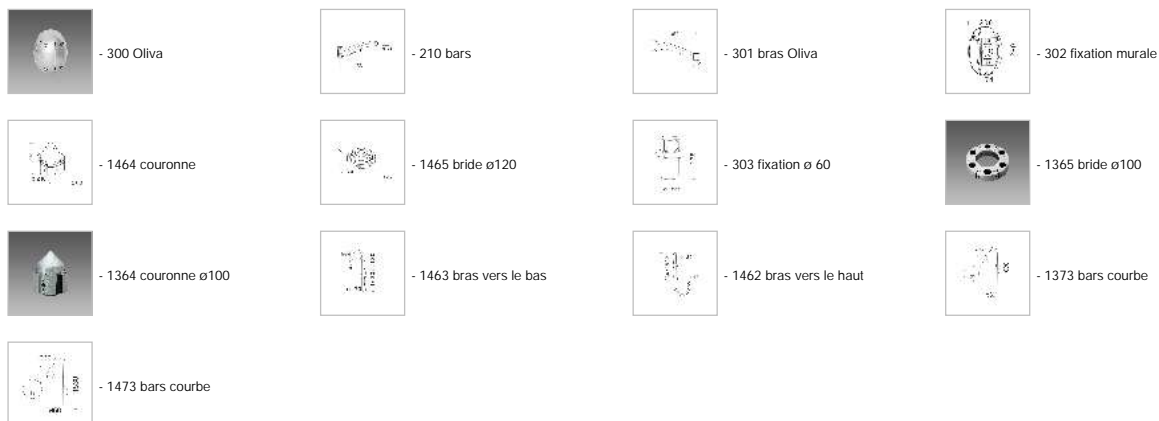 - 300 Oliva
- 210 bars
- 301 bras Oliva
- 302 fixation murale
- 1464 couronne
- 1465 bride ø120
- 303 fixation ø 60
- 1365 bride ø100
- 1364 couronne ø100
- 1463 bras vers le bas
- 1462 bras vers le haut
- 1373 bars courbe
- 1473 bars courbe